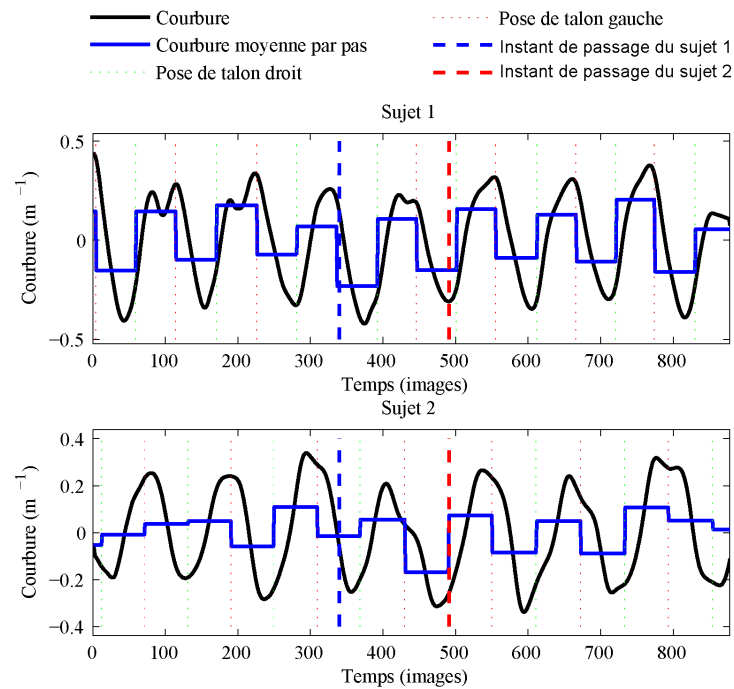 Courbure
Courbure moyenne par pas
Pose de talon droit
Pose de talon gauche
Instant de passage du sujet 1
Instant de passage du sujet 2
Sujet 1
Courbure (m −1)
0.5
0
−0.5
0 100 200 300 400 500 600 700 800
Temps (images)
Sujet 2
Courbure (m −1)
0.4
0.2
0
−0.2
−0.4
0 100 200 300 400 500 600 700 800
Temps (images)